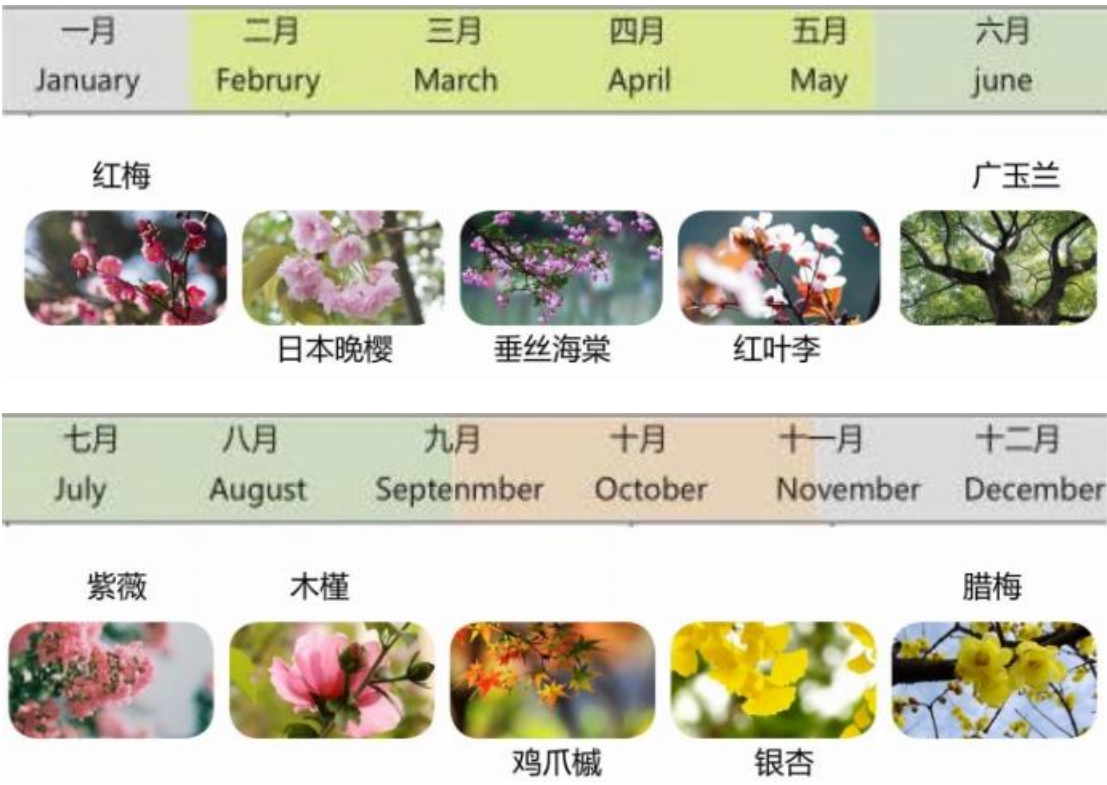 一月 二月 三月 四月 五月 六月
January Februry March April May june
红梅 广玉兰
日本晚樱 垂丝海棠 红叶李
七月 八月 九月 十月 十一月 十二月
July August Septenmber October November December
紫薇 木槿 腊梅
鸡爪槭 银杏